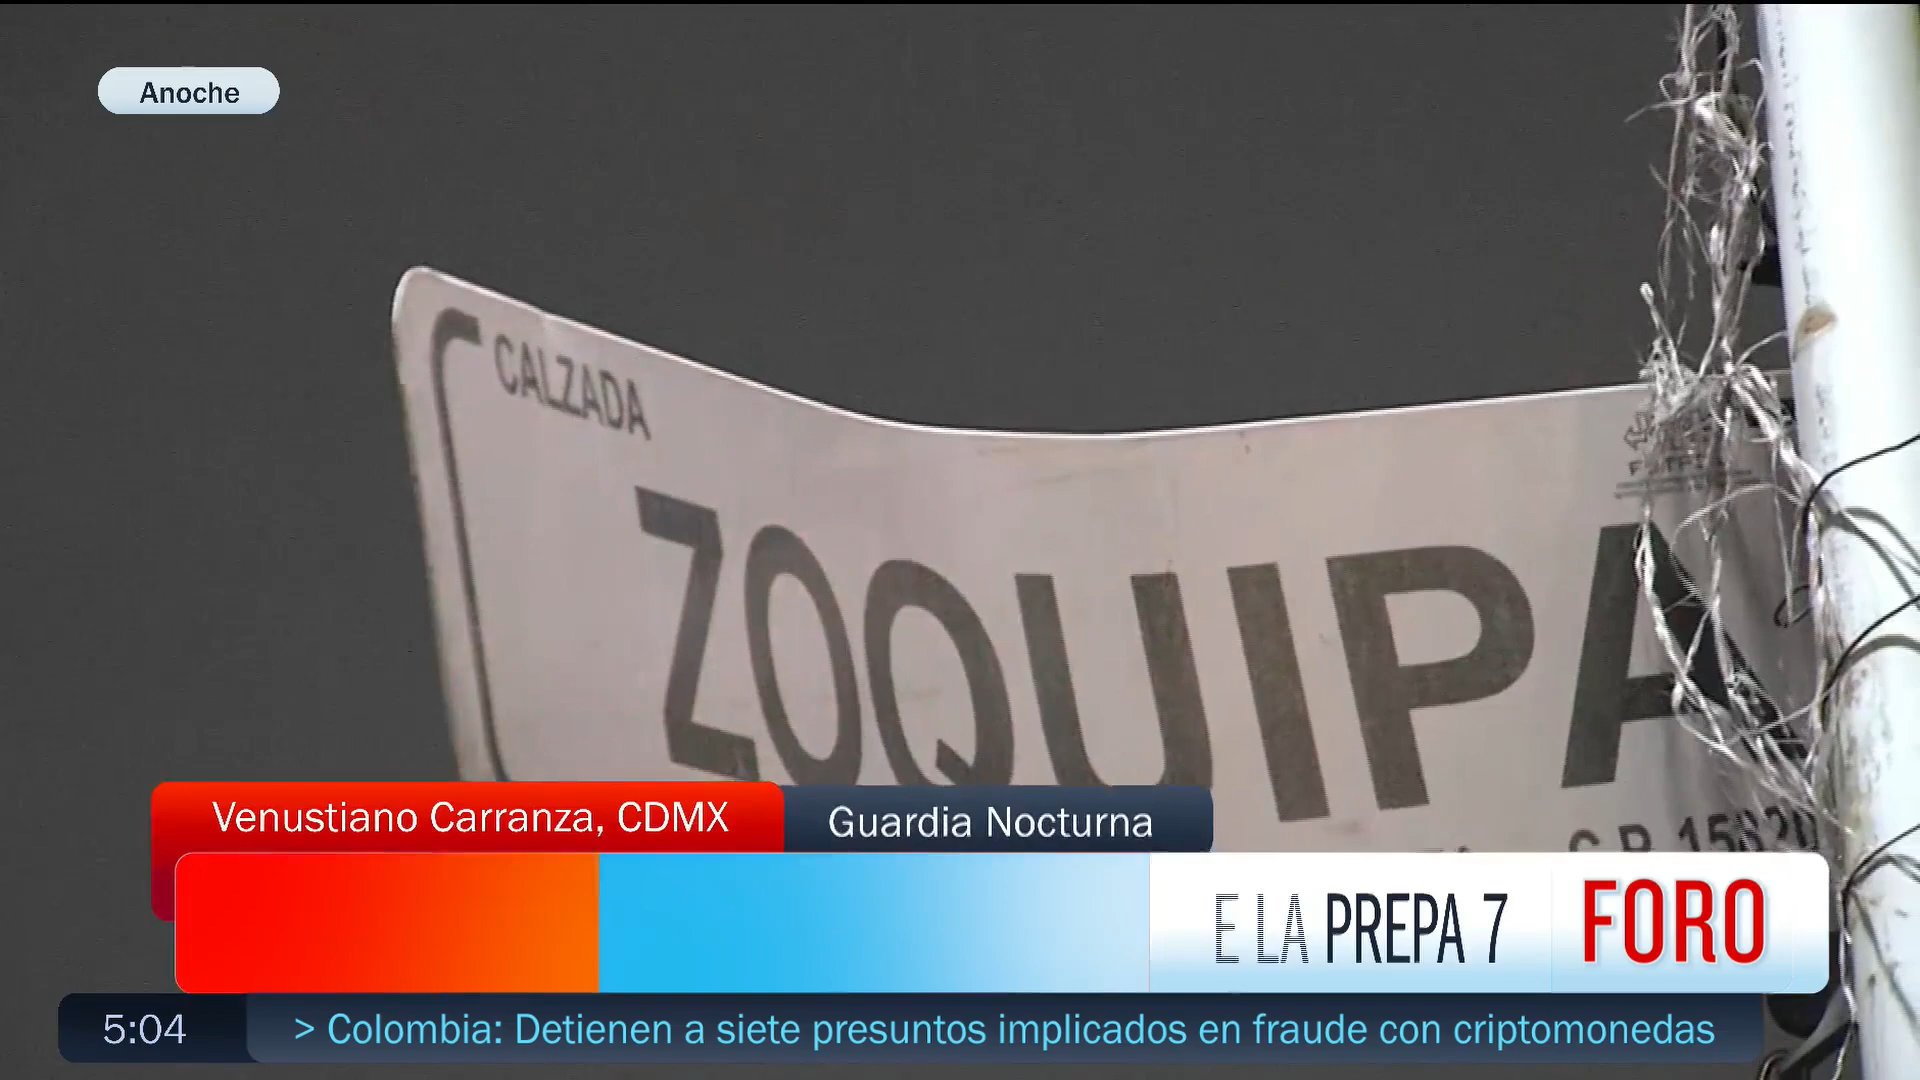 Anoche
CALZADA
ZOQUIPA
C.P. 15820
Venustiano Carranza, CDMX
Guardia Nocturna
E LA PREPA 7
FORO
5:04
> Colombia: Detienen a siete presuntos implicados en fraude con criptomonedas